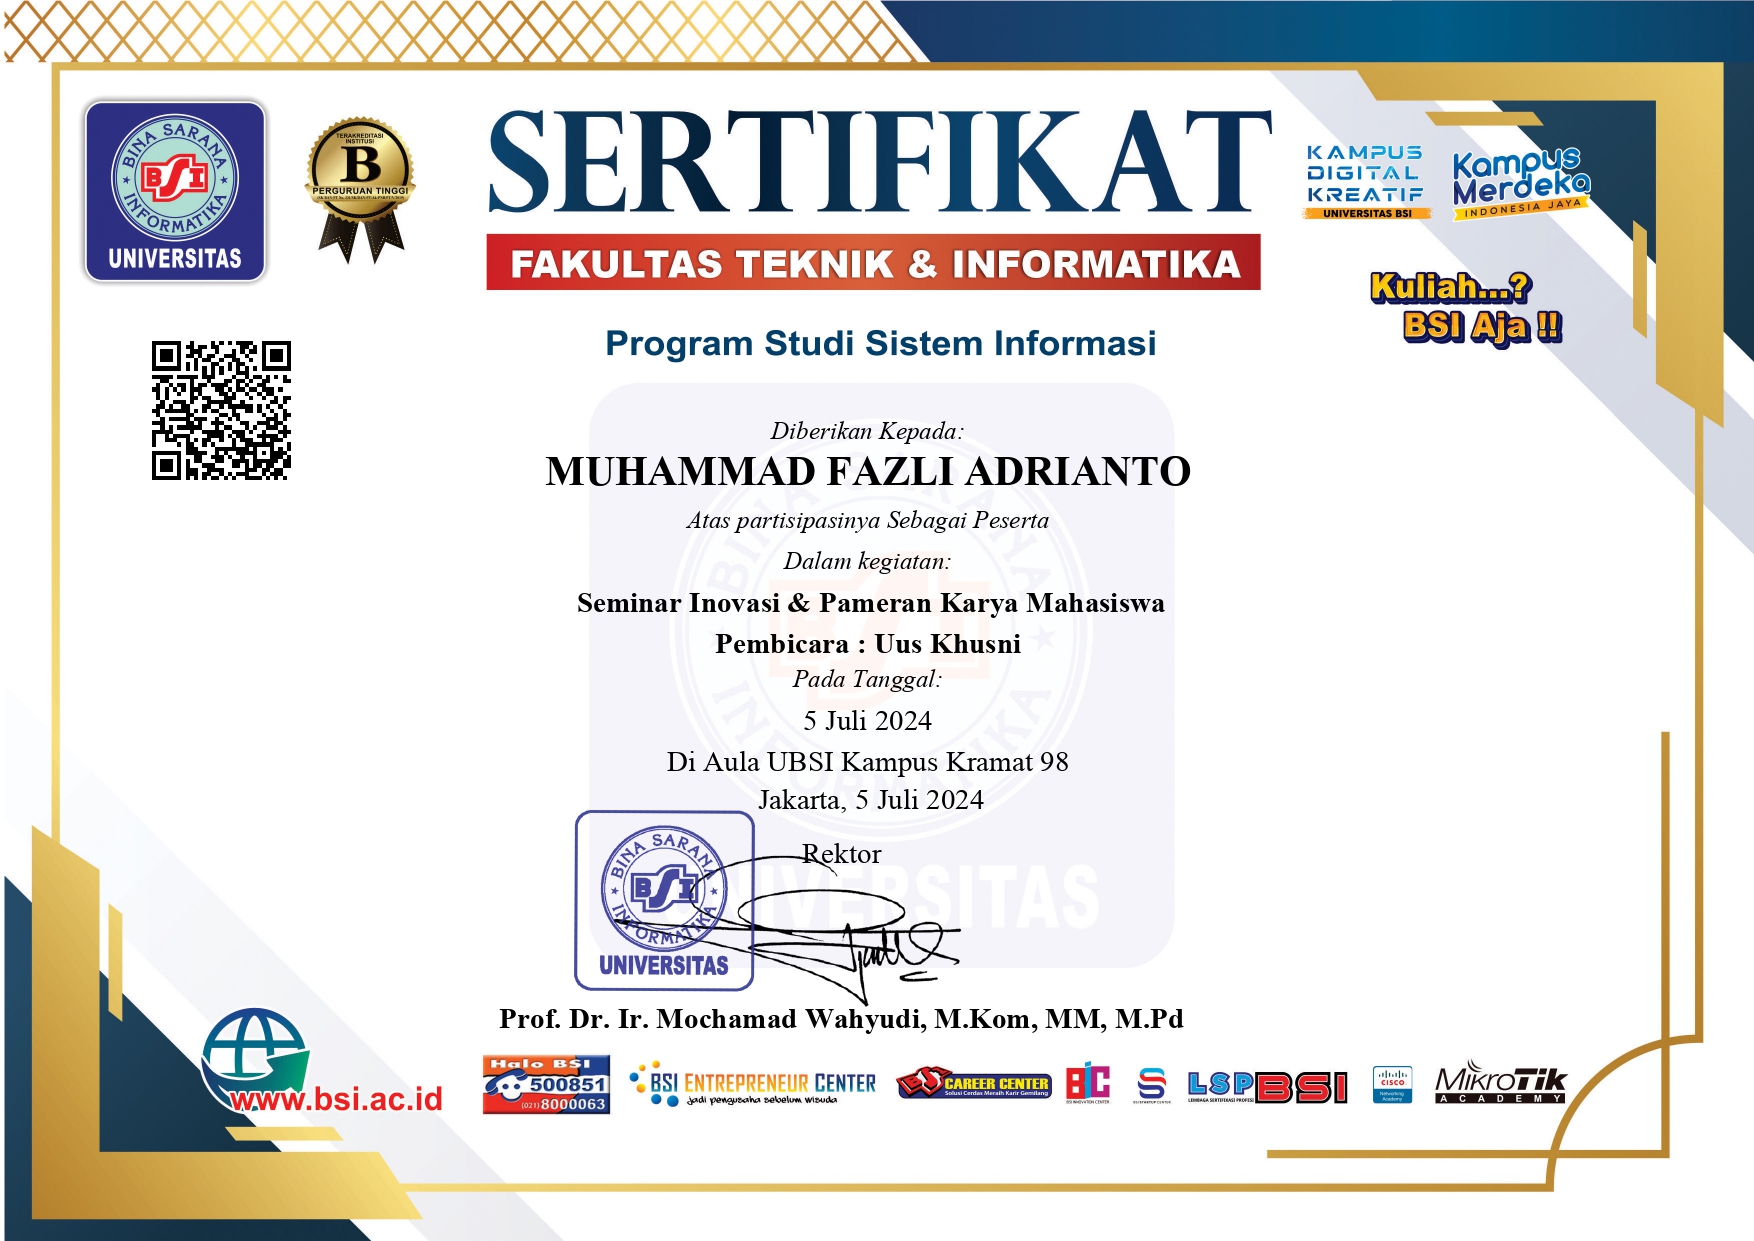 BINA SARANA
BSI
INFORMATIKA
UNIVERSITAS
TERAKREDITASI
INSTITUSI
B
PERGURUAN TINGGI
SERTIFIKAT
FAKULTAS TEKNIK & INFORMATIKA
KAMPUS
DIGITAL
KREATIF
UNIVERSITAS BSI
Kampus
Merdeka
INDONESIA JAYA
Kuliah...?
BSI Aja !!
Program Studi Sistem Informasi
Diberikan Kepada:
MUHAMMAD FAZLI ADRIANTO
Atas partisipasinya Sebagai Peserta
Dalam kegiatan:
Seminar Inovasi & Pameran Karya Mahasiswa
Pembicara : Uus Khusni
Pada Tanggal:
5 Juli 2024
Di Aula UBSI Kampus Kramat 98
Jakarta, 5 Juli 2024
Rektor
BINA SARANA
BSI
INFORMATIKA
UNIVERSITAS
Prof. Dr. Ir. Mochamad Wahyudi, M.Kom, MM, M.Pd
www.bsi.ac.id
Halo BSI
500851
(021)8000063
BSI ENTREPRENEUR CENTER
jadi pengusaha sebelum wisuda
BSI CAREER CENTER
Solusi Cerdas Meraih Karir Gemilang
BIC
BSI INNOVATION CENTER
BSI STARTUP CENTER
LSP BSI
LEMBAGA SERTIFIKASI PROFESI
CISCO
Networking
Academy
MikroTik
ACADEMY